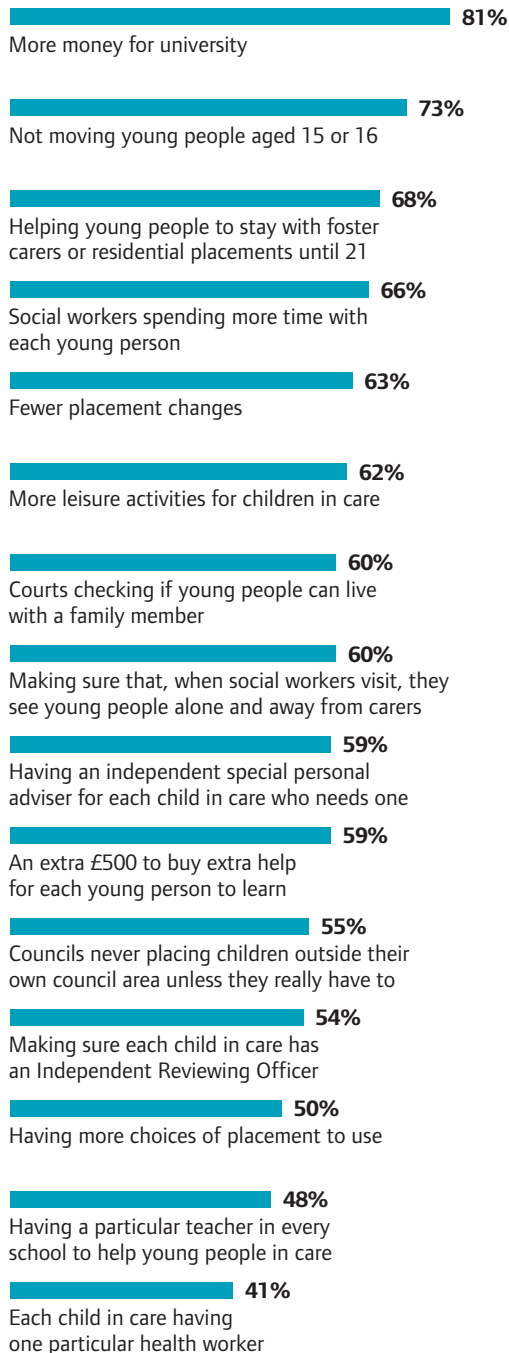 81%
More money for university
73%
Not moving young people aged 15 or 16
68%
Helping young people to stay with foster
carers or residential placements until 21
66%
Social workers spending more time with
each young person
63%
Fewer placement changes
62%
More leisure activities for children in care
60%
Courts checking if young people can live
with a family member
60%
Making sure that, when social workers visit, they
see young people alone and away from carers
59%
Having an independent special personal
adviser for each child in care who needs one
59%
An extra £500 to buy extra help
for each young person to learn
55%
Councils never placing children outside their
own council area unless they really have to
54%
Making sure each child in care has
an Independent Reviewing Officer
50%
Having more choices of placement to use
48%
Having a particular teacher in every
school to help young people in care
41%
Each child in care having
one particular health worker